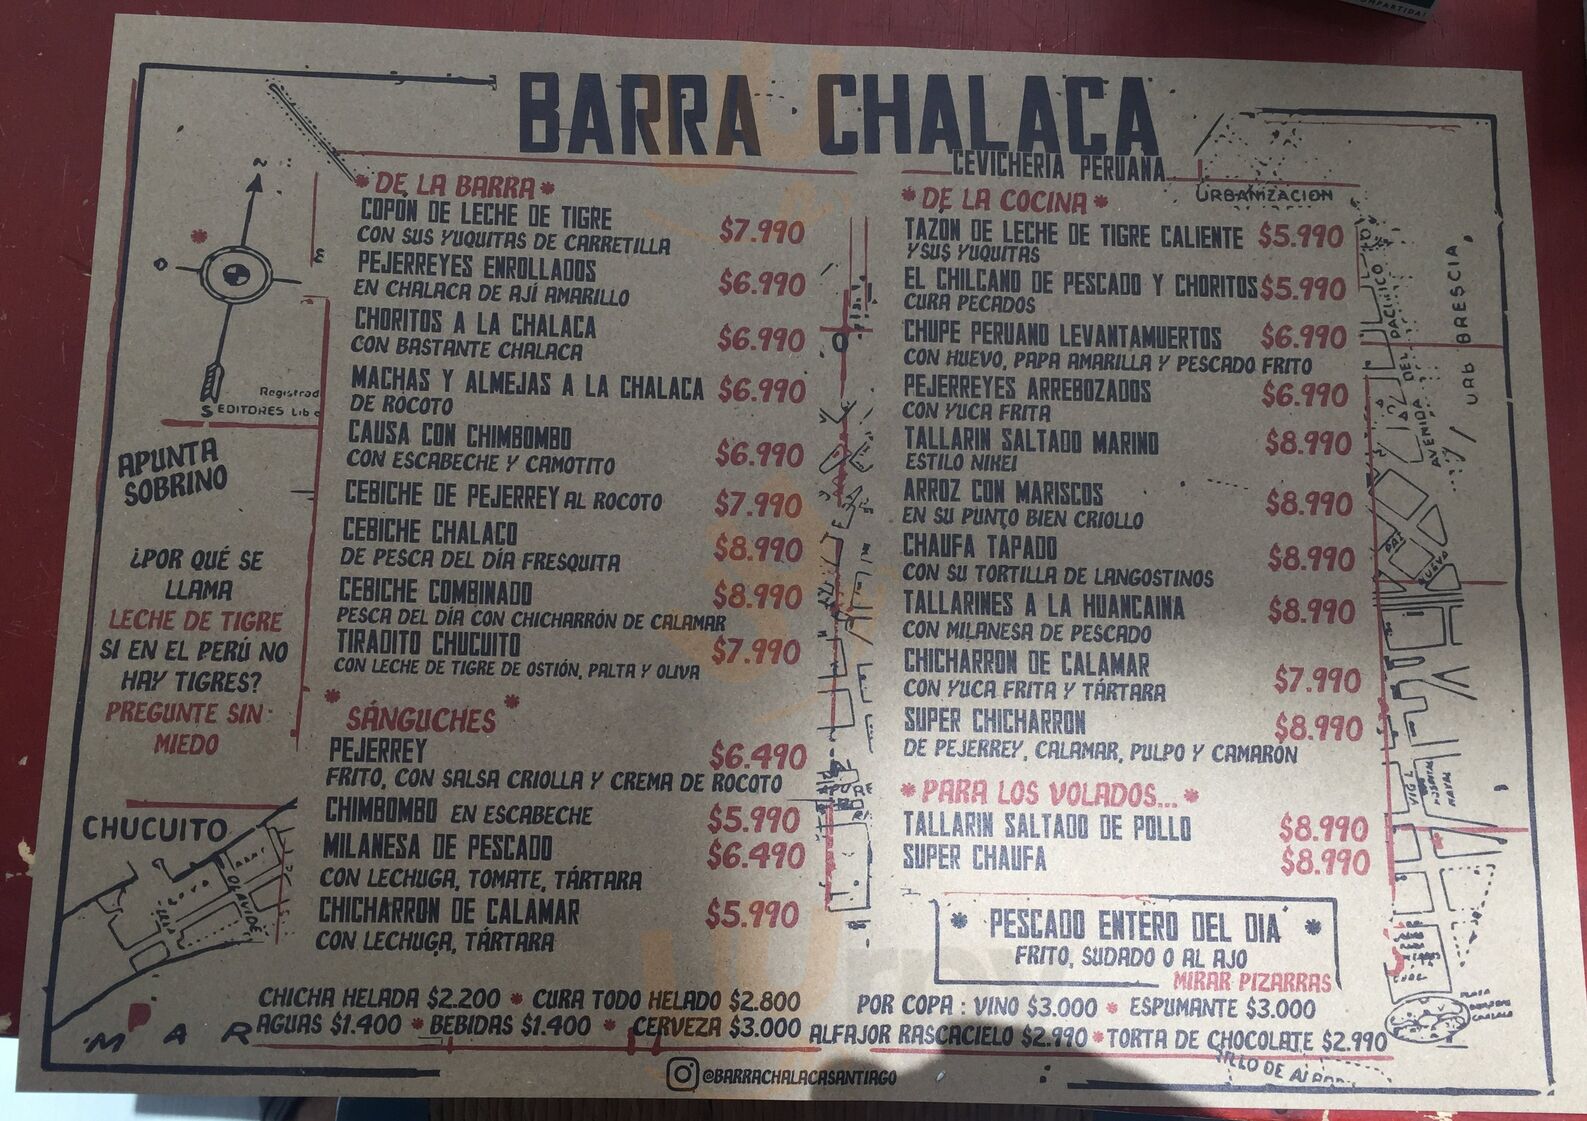 BARRA CHALACA
CEVICHERIA PERUANA
DE LA BARRA
COPON DE LECHE DE TIGRE $7.990
CON SUS YUQUITAS DE CARRETILLA
PEJERREYES ENROLLADOS $6.990
EN CHALACA DE AJÍ AMARILLO
CHORITOS A LA CHALACA $6.990
CON BASTANTE CHALACA
MACHAS Y ALMEJAS A LA CHALACA $6.990
DE ROCOTO
CAUSA CON CHIMBOMBO $6.990
CON ESCABECHE Y CAMOTITO
CEBICHE DE PEJERREY AL ROCOTO $7.990
CEBICHE CHALACO $8.990
DE PESCA DEL DÍA FRESQUITA
CEBICHE COMBINADO $8.990
PESCA DEL DÍA CON CHICHARRÓN DE CALAMAR
TIRADITO CHUCUITO $7.990
CON LECHE DE TIGRE DE OSTIÓN, PALTA Y OLIVA
SÁNGUCHES
PEJERREY $6.490
FRITO, CON SALSA CRIOLLA Y CREMA DE ROCOTO
CHIMBOMBO EN ESCABECHE $5.990
MILANESA DE PESCADO $6.490
CON LECHUGA, TOMATE, TÁRTARA
CHICHARRON DE CALAMAR $5.990
CON LECHUGA, TÁRTARA
DE LA COCINA
TAZÓN DE LECHE DE TIGRE CALIENTE $5.990
Y SUS YUQUITAS
EL CHILCANO DE PESCADO Y CHORITOS $5.990
CURA PECADOS
CHUPE PERUANO LEVANTAMUERTOS $6.990
CON HUEVO, PAPA AMARILLA Y PESCADO FRITO
PEJERREYES ARREBOZADOS $6.990
CON YUCA FRITA
TALLARIN SALTADO MARINO $8.990
ESTILO NIKEI
ARROZ CON MARISCOS $8.990
EN SU PUNTO BIEN CRIOLLO
CHAUFA TAPADO $8.990
CON SU TORTILLA DE LANGOSTINOS
TALLARINES A LA HUANCAINA $8.990
CON MILANESA DE PESCADO
CHICHARRON DE CALAMAR $7.990
CON YUCA FRITA Y TÁRTARA
SUPER CHICHARRON $8.990
DE PEJERREY, CALAMAR, PULPO Y CAMARÓN
PARA LOS VOLADOS...
TALLARIN SALTADO DE POLLO $8.990
SUPER CHAUFA $8.990
PESCADO ENTERO DEL DIA
FRITO, SUDADO O AL AJO
MIRAR PIZARRAS
CHICHA HELADA $2.200 * CURA TODO HELADO $2.800
AGUAS $1.400 * BEBIDAS $1.400 * CERVEZA $3.000
POR COPA : VINO $3.000 * ESPUMANTE $3.000
ALFAJOR RASCACIELO $2.990 * TORTA DE CHOCOLATE $2.990
@BARRACHALACASANTIAGO
N
O
E
S
Registrad
EDITORES Lib
APUNTA
SOBRINO
¿POR QUÉ SE
LLAMA
LECHE DE TIGRE
SI EN EL PERÚ NO
HAY TIGRES?
PREGUNTE SIN
MIEDO
CHUCUITO
OLAVIDE
MAR
URBANIZACION
URB BRESCIA
AVENIDA DEL PACIFICO
VIGIL
HOSPITAL
NAVAL